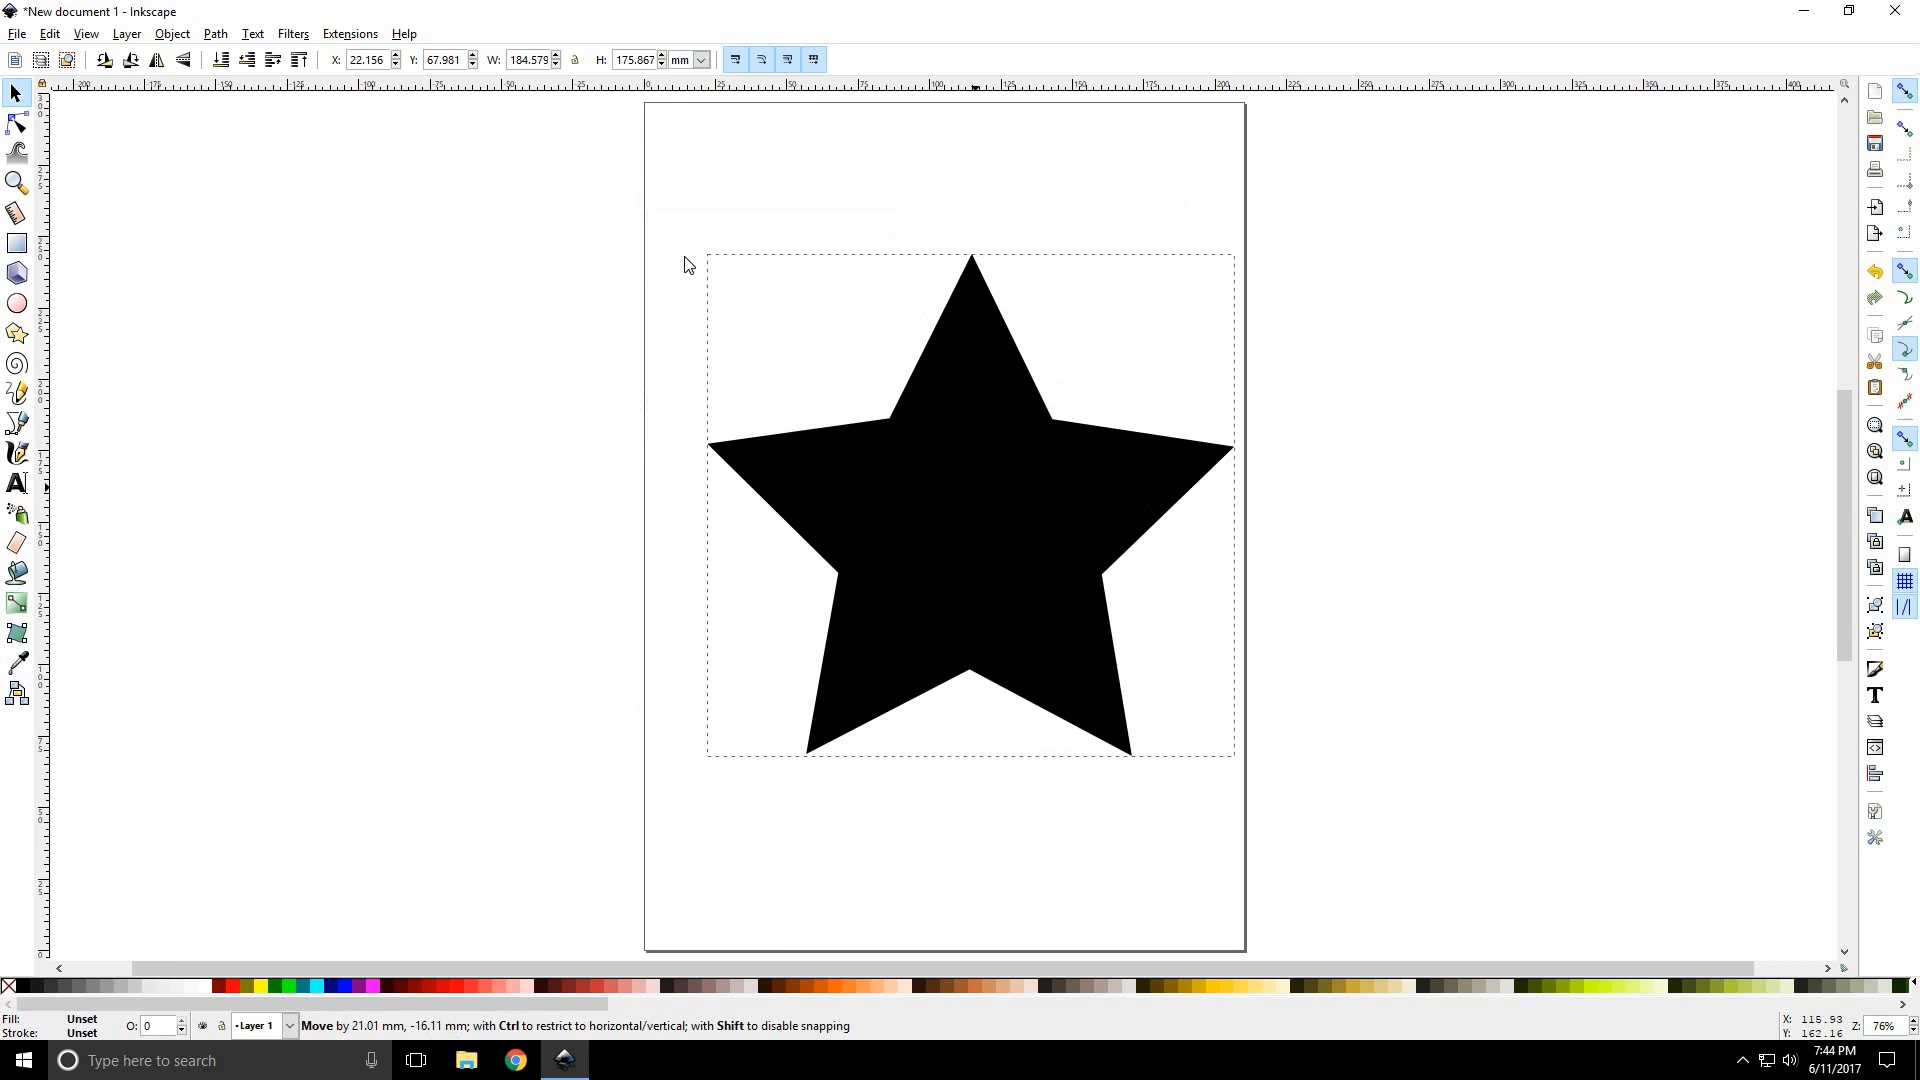 *New document 1 - Inkscape
File Edit View Layer Object Path Text Filters Extensions Help
X: 22.156 Y: 67.981 W: 184.579 H: 175.867 mm
Fill: Unset O: 0 Layer 1 Move by 21.01 mm, -16.11 mm; with Ctrl to restrict to horizontal/vertical; with Shift to disable snapping X: 115.93 Z: 76%
Stroke: Unset Y: 162.16
Type here to search 7:44 PM
6/11/2017